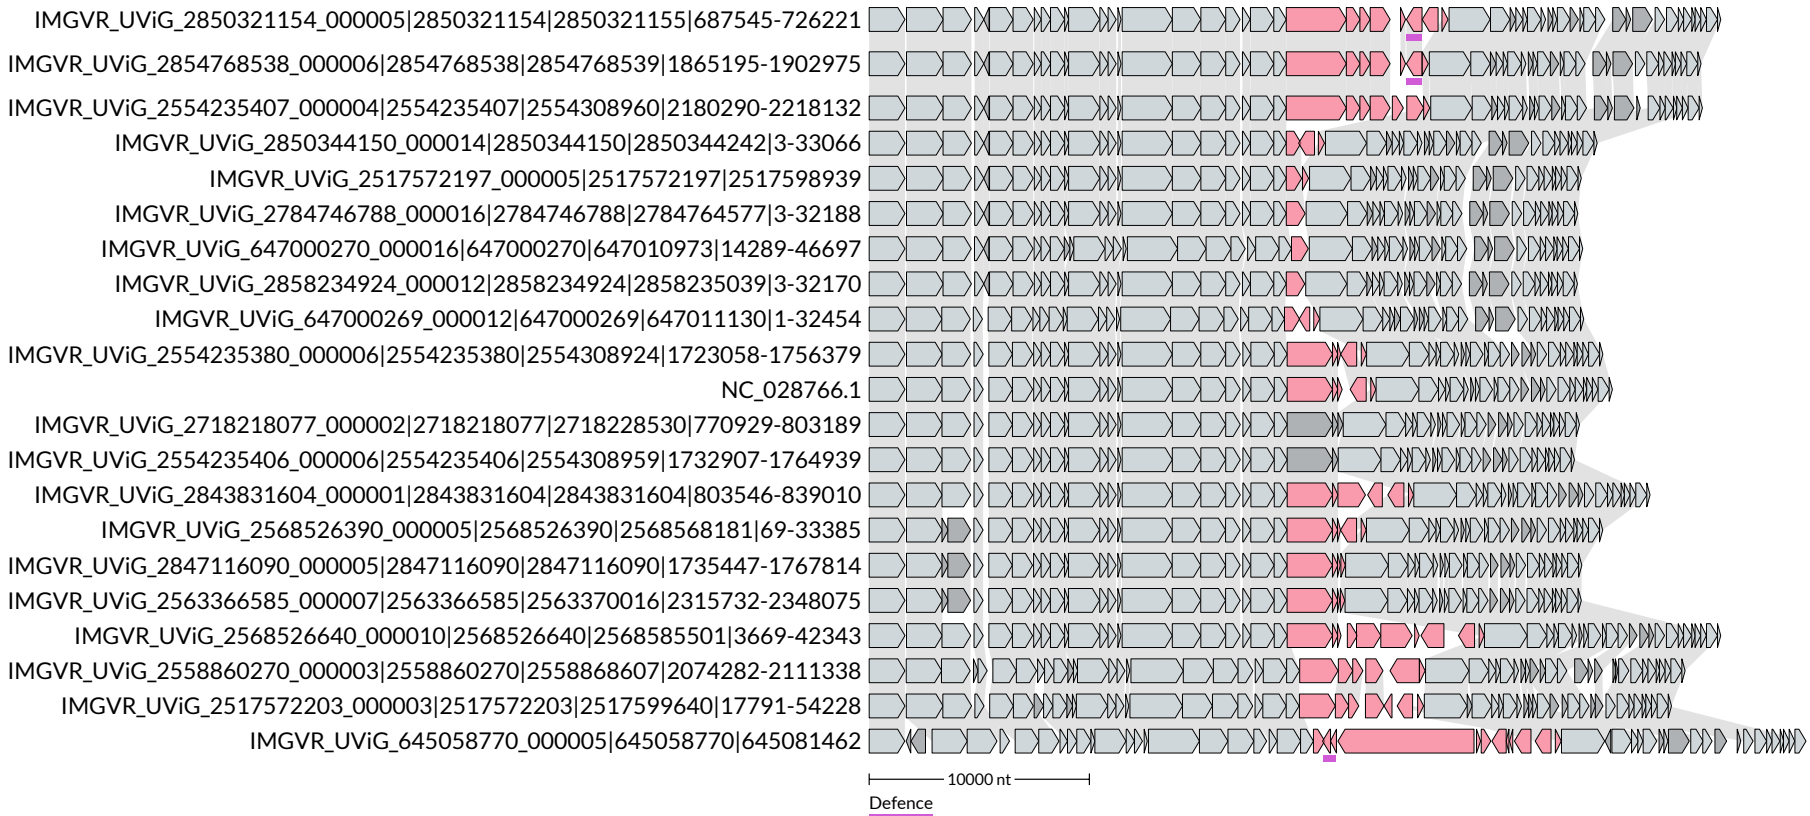 IMGVR_UViG_2850321154_000005|2850321154|2850321155|687545-726221
IMGVR_UViG_2854768538_000006|2854768538|2854768539|1865195-1902975
IMGVR_UViG_2554235407_000004|2554235407|2554308960|2180290-2218132
IMGVR_UViG_2850344150_000014|2850344150|2850344242|3-33066
IMGVR_UViG_2517572197_000005|2517572197|2517598939
IMGVR_UViG_2784746788_000016|2784746788|2784764577|3-32188
IMGVR_UViG_647000270_000016|647000270|647010973|14289-46697
IMGVR_UViG_2858234924_000012|2858234924|2858235039|3-32170
IMGVR_UViG_647000269_000012|647000269|647011130|1-32454
IMGVR_UViG_2554235380_000006|2554235380|2554308924|1723058-1756379
NC_028766.1
IMGVR_UViG_2718218077_000002|2718218077|2718228530|770929-803189
IMGVR_UViG_2554235406_000006|2554235406|2554308959|1732907-1764939
IMGVR_UViG_2843831604_000001|2843831604|2843831604|803546-839010
IMGVR_UViG_2568526390_000005|2568526390|2568568181|69-33385
IMGVR_UViG_2847116090_000005|2847116090|2847116090|1735447-1767814
IMGVR_UViG_2563366585_000007|2563366585|2563370016|2315732-2348075
IMGVR_UViG_2568526640_000010|2568526640|2568585501|3669-42343
IMGVR_UViG_2558860270_000003|2558860270|2558868607|2074282-2111338
IMGVR_UViG_2517572203_000003|2517572203|2517599640|17791-54228
IMGVR_UViG_645058770_000005|645058770|645081462
10000 nt
Defence